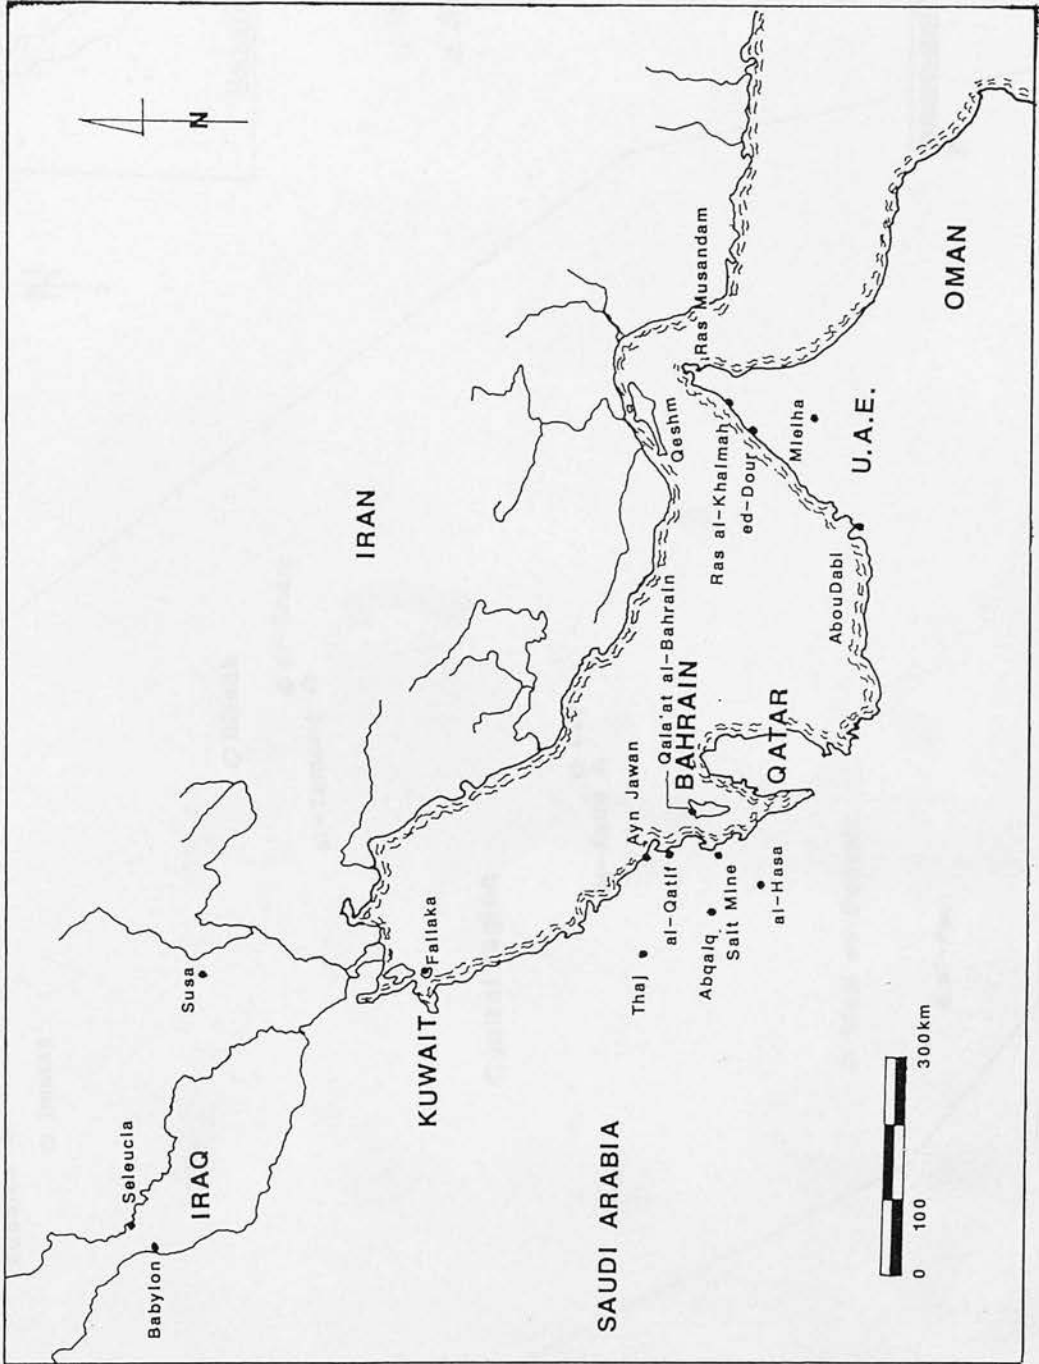 N
IRAN
IRAQ
Seleucia
Babylon
Susa
KUWAIT
Failaka
SAUDI ARABIA
Thaj
Ayn Jawan
al-Qatif
Abqaiq
Salt Mine
al-Hasa
Qala'at al-Bahrain
BAHRAIN
QATAR
Qeshm
Ras Musandam
Ras al-Khaimah
ed-Dour
Mleiha
Abou Dabi
U.A.E.
OMAN
0 100 300km